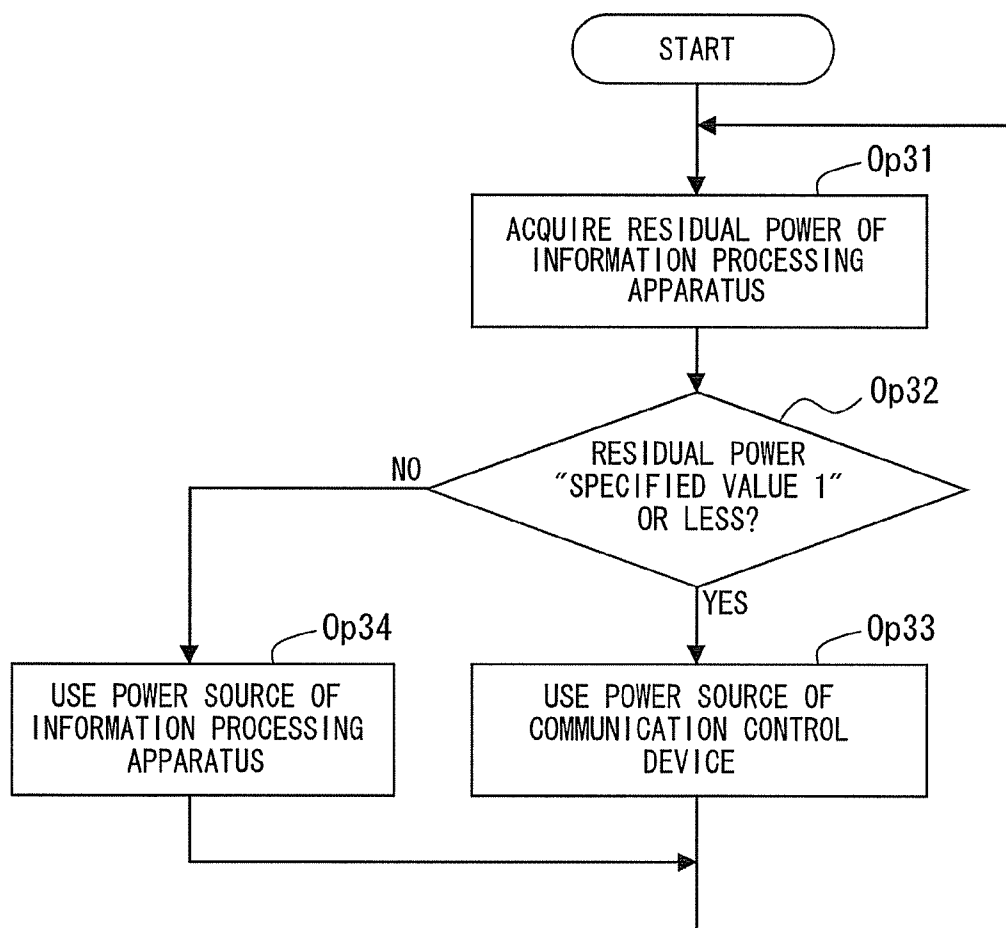 START
Op31
ACQUIRE RESIDUAL POWER OF
INFORMATION PROCESSING
APPARATUS
Op32
RESIDUAL POWER
"SPECIFIED VALUE 1"
OR LESS?
NO
YES
Op34
USE POWER SOURCE OF
INFORMATION PROCESSING
APPARATUS
Op33
USE POWER SOURCE OF
COMMUNICATION CONTROL
DEVICE